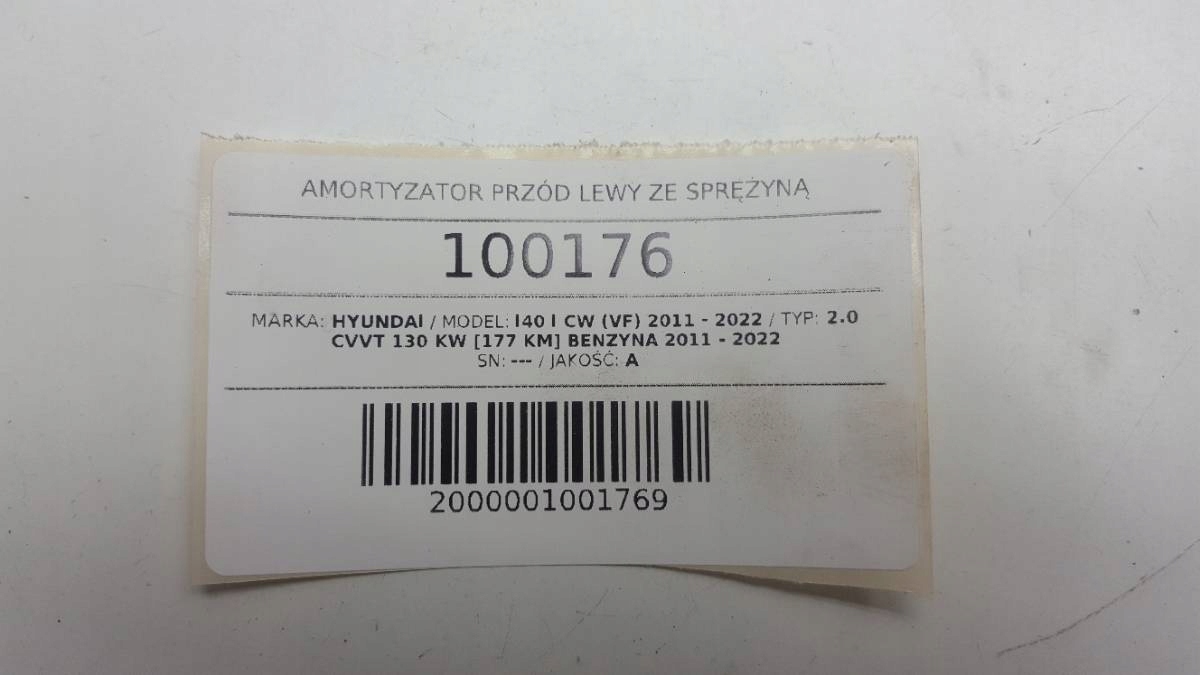 AMORTYZATOR PRZÓD LEWY ZE SPRĘŻYNĄ
100176
MARKA: HYUNDAI / MODEL: I40 I CW (VF) 2011 - 2022 / TYP: 2.0
CVVT 130 KW [177 KM] BENZYNA 2011 - 2022
SN: --- / JAKOŚĆ: A
2000001001769